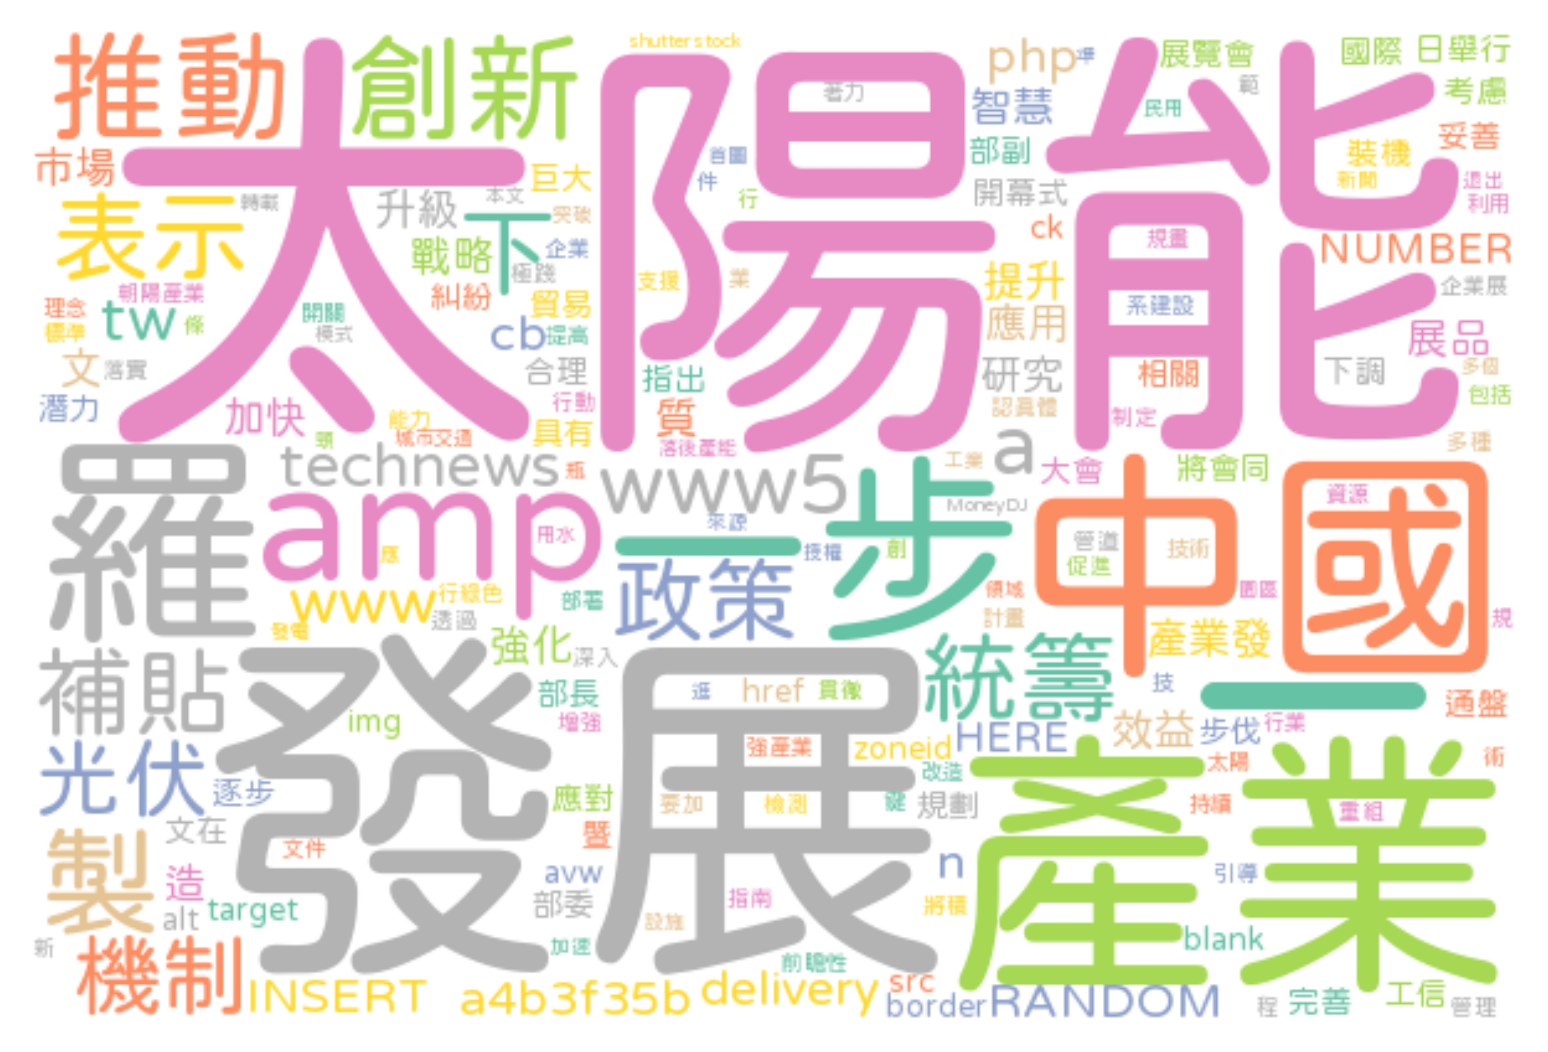 推動
創新
太陽能
shutterstock
php
準
展覽會
國際
日舉行
著力
智慧
範
考慮
民用
部副
妥善
市場
首圖
裝機
件
巨大
新聞
退出
表示
轉載
升級
本文
行
開幕式
利用
下
突破
戰略
企業
ck
規畫
NUMBER
極踐
支援
業
提升
朝陽產業
糾紛
貿易
系建設
企業展
理念
tw
條
開闢
cb
提高
應用
展品
標準
模式
文
落實
合理
指出
研究
相關
下調
多個
潛力
加快
行動
質
認真體
制定
包括
能力
頸
城市交通
具有
落後產能
a
多種
羅
technews
瓶
www5
工業
大會
將會同
amp
一步
MoneyDJ
中國
資源
用水
來源
應
授權
創
管道
技術
促進
政策
www
行綠色
部署
領域
園區
發電
透過
計畫
規
強化
深入
產業發
補貼
發展
統籌
部長
進
href
貫徹
技
一
通盤
img
增強
HERE
效益
步伐
行業
光伏
強產業
zoneid
產業
太陽
術
逐步
改造
應對
要加
檢測
鍵
規劃
持續
重組
製
文在
暨
文件
造
avw
n
引導
alt
target
部委
指南
將積
設施
新
加速
blank
機制
前瞻性
INSERT
a4b3f35b
delivery
src
border
RANDOM
程
完善
工信
管理